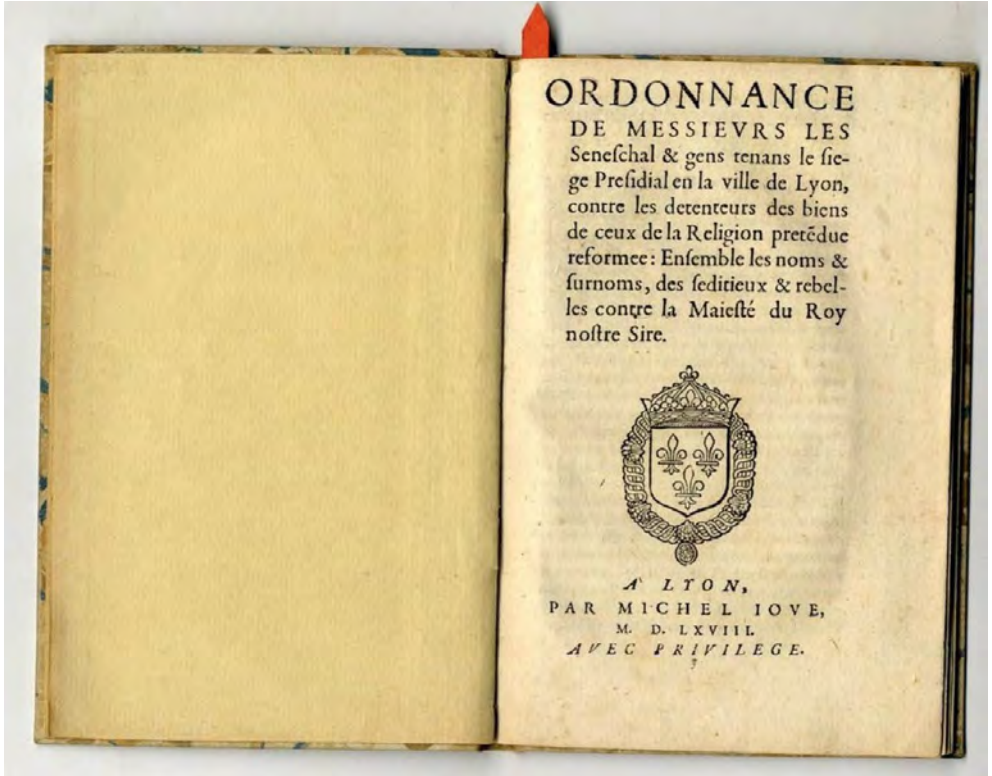 ORDONNANCE
DE MESSIEVRS LES
Seneſchal & gens tenans le ſie-
ge Preſidial en la ville de Lyon,
contre les detenteurs des biens
de ceux de la Religion pretēdue
reformee: Enſemble les noms &
ſurnoms, des ſeditieux & rebel-
les contre la Maieſté du Roy
noſtre Sire.
A LYON,
PAR MICHEL IOVE,
M. D. LXVIII.
AVEC PRIVILEGE.